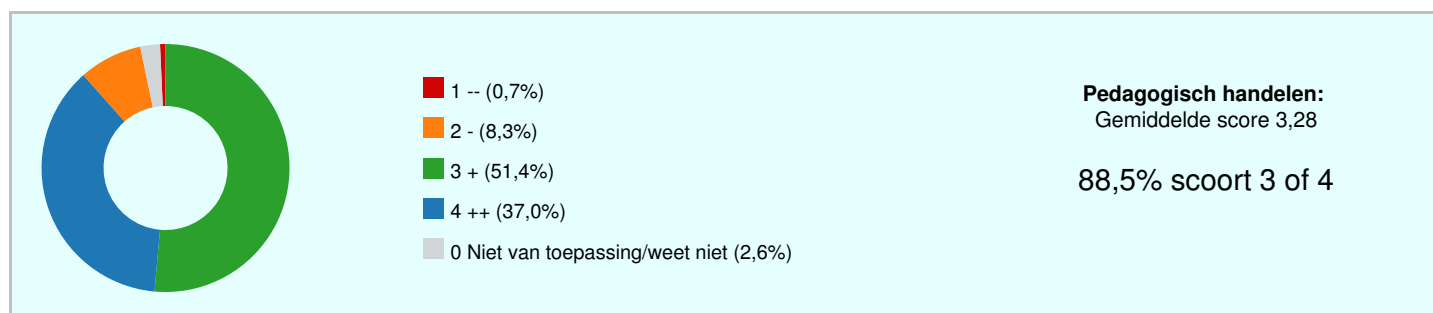 1 -- (0,7%)
2 - (8,3%)
3 + (51,4%)
4 ++ (37,0%)
0 Niet van toepassing/weet niet (2,6%)
Pedagogisch handelen:
Gemiddelde score 3,28
88,5% scoort 3 of 4